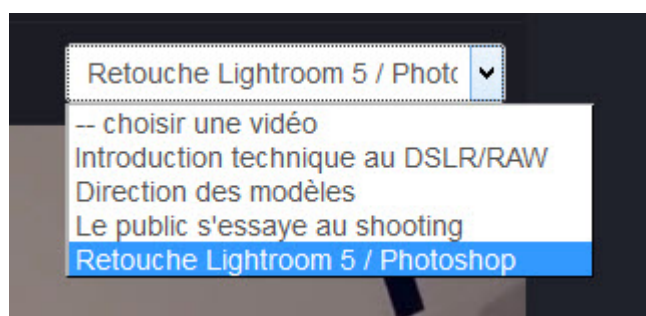 Retouche Lightroom 5 / Phot
-- choisir une vidéo
Introduction technique au DSLR/RAW
Direction des modèles
Le public s'essaye au shooting
Retouche Lightroom 5 / Photoshop